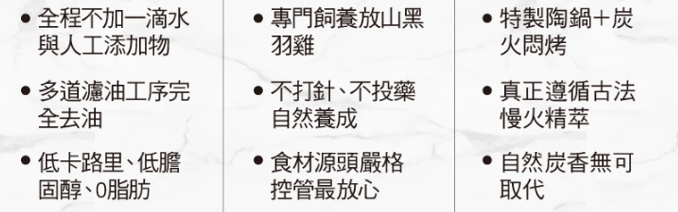 • 全程不加一滴水
與人工添加物
• 多道濾油工序完
全去油
• 低卡路里、低膽
固醇、0脂肪
• 專門飼養放山黑
羽雞
• 不打針、不投藥
自然養成
• 食材源頭嚴格
控管最放心
• 特製陶鍋＋炭
火悶烤
• 真正遵循古法
慢火精萃
• 自然炭香無可
取代